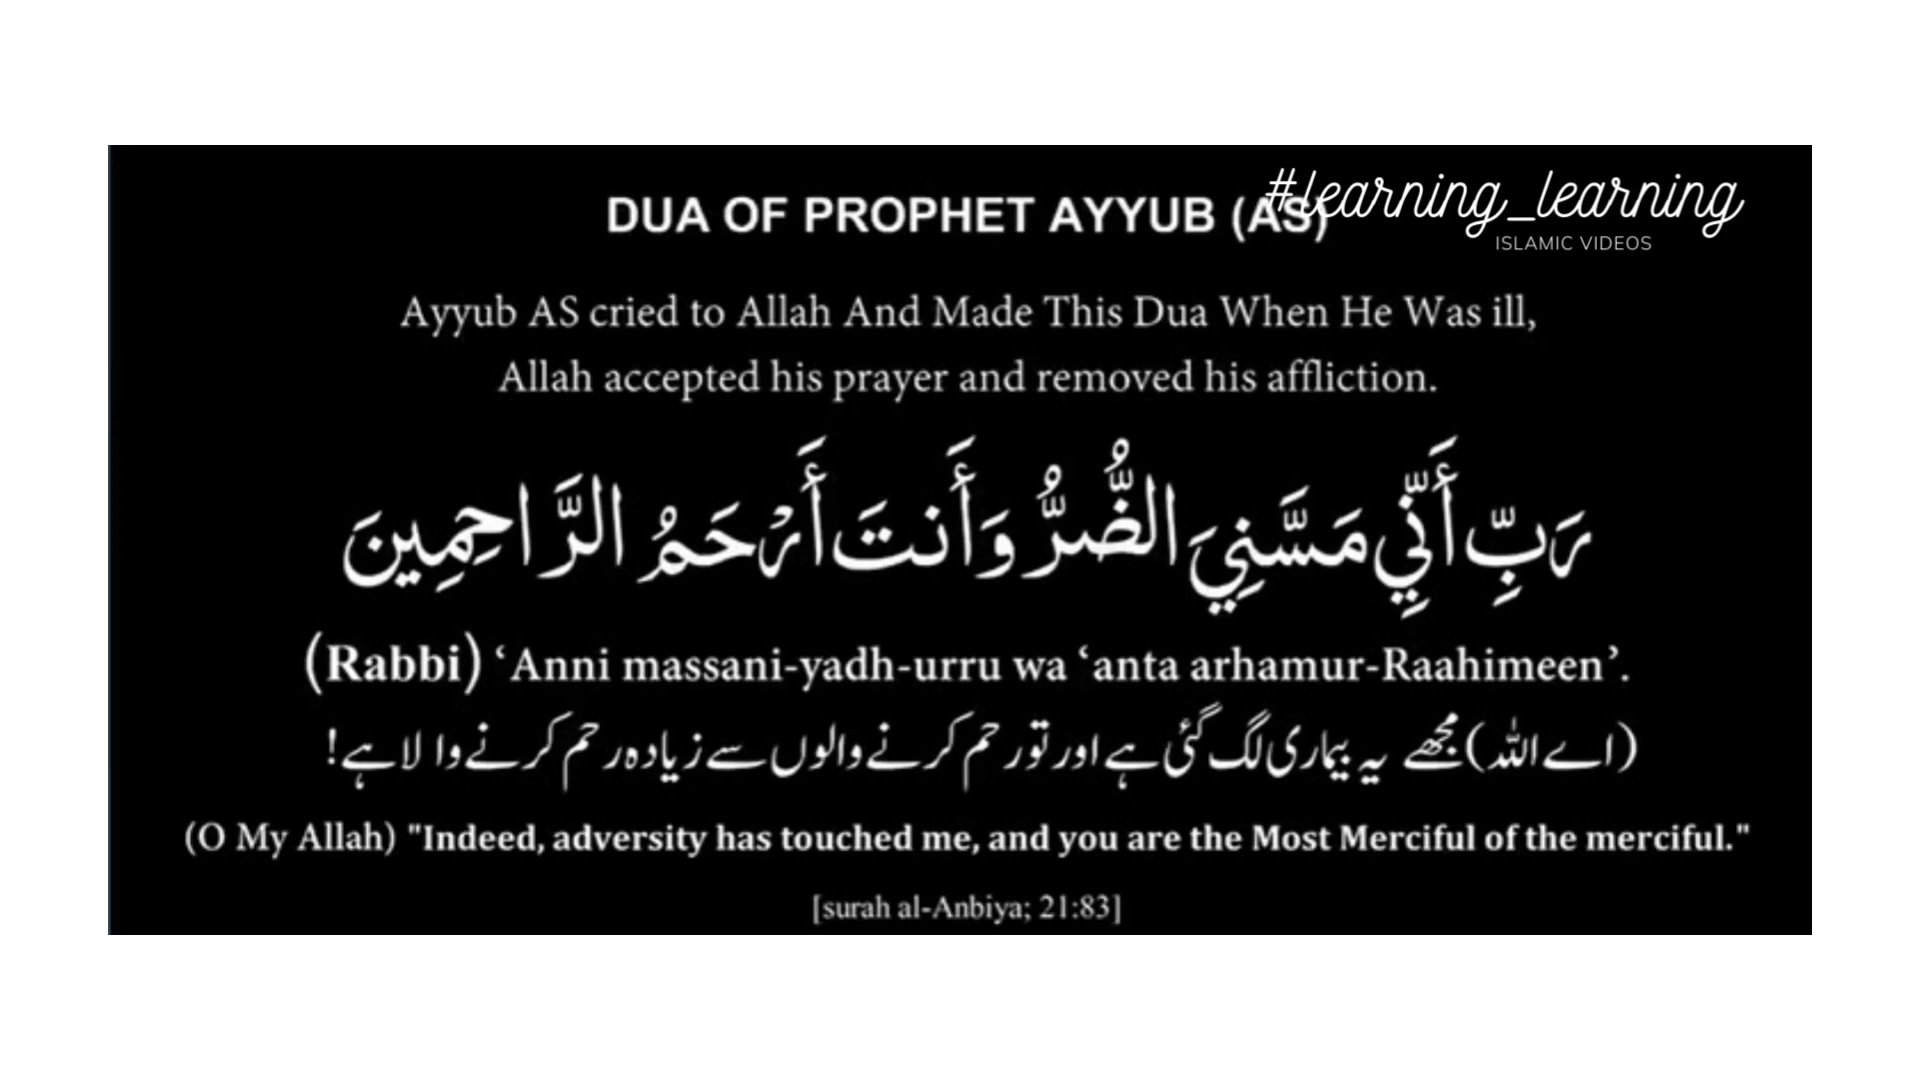 #learning_learning
DUA OF PROPHET AYYUB (AS)
ISLAMIC VIDEOS
Ayyub AS cried to Allah And Made This Dua When He Was ill,
Allah accepted his prayer and removed his affliction.
رَبِّ أَنِّي مَسَّنِيَ الضُّرُّ وَأَنتَ أَرْحَمُ الرَّاحِمِينَ
(Rabbi) ‘Anni massani-yadh-urru wa ‘anta arhamur-Raahimeen’.
(اے اللہ) مجھے یہ بیماری لگ گئی ہے اور تو رحم کرنے والوں سے زیادہ رحم کرنے والا ہے!
(O My Allah) "Indeed, adversity has touched me, and you are the Most Merciful of the merciful."
[surah al-Anbiya; 21:83]